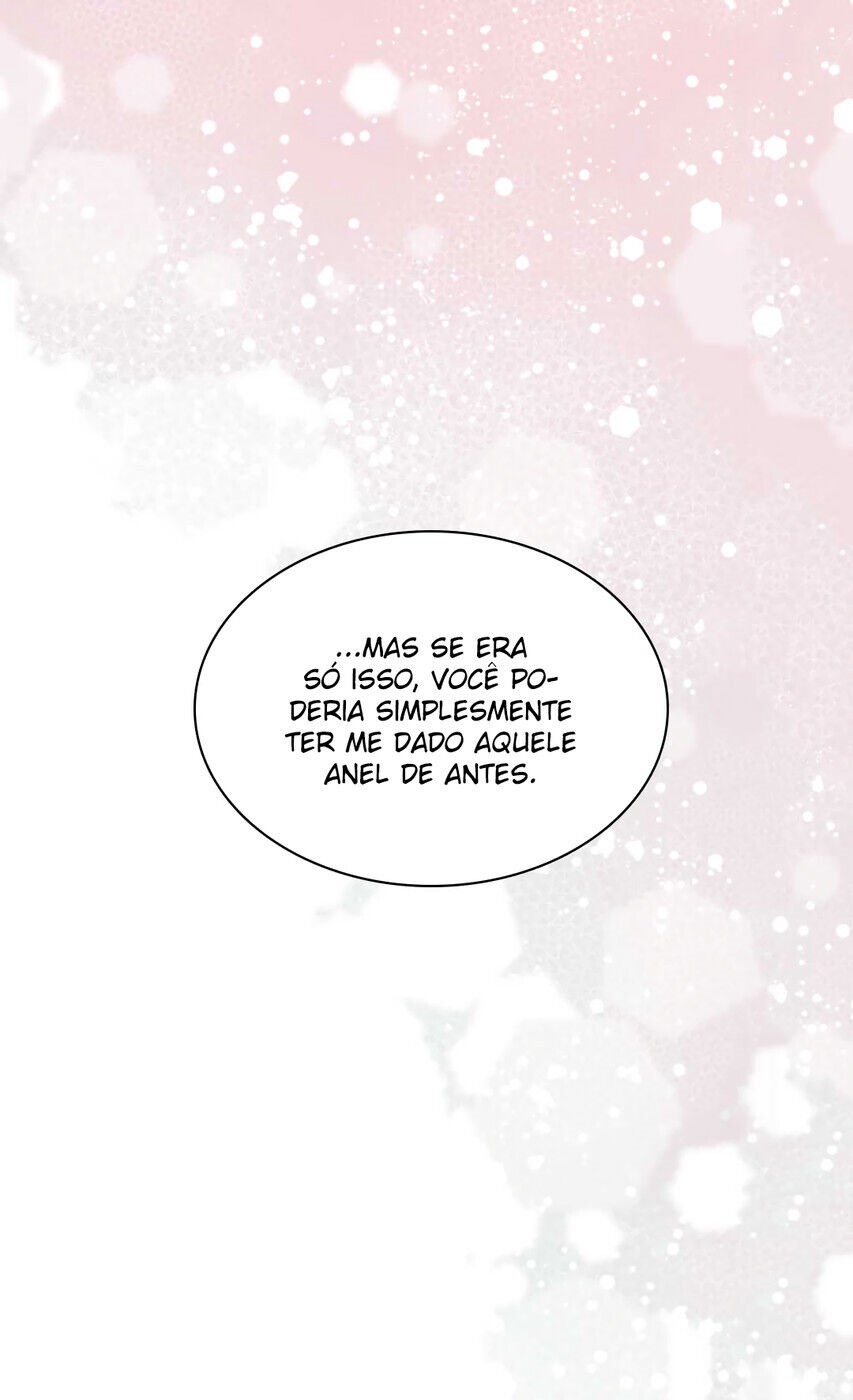 ...MAS SE ERA
SÓ ISSO, VOCÊ PO-
DERIA SIMPLESMENTE
TER ME DADO AQUELE
ANEL DE ANTES.